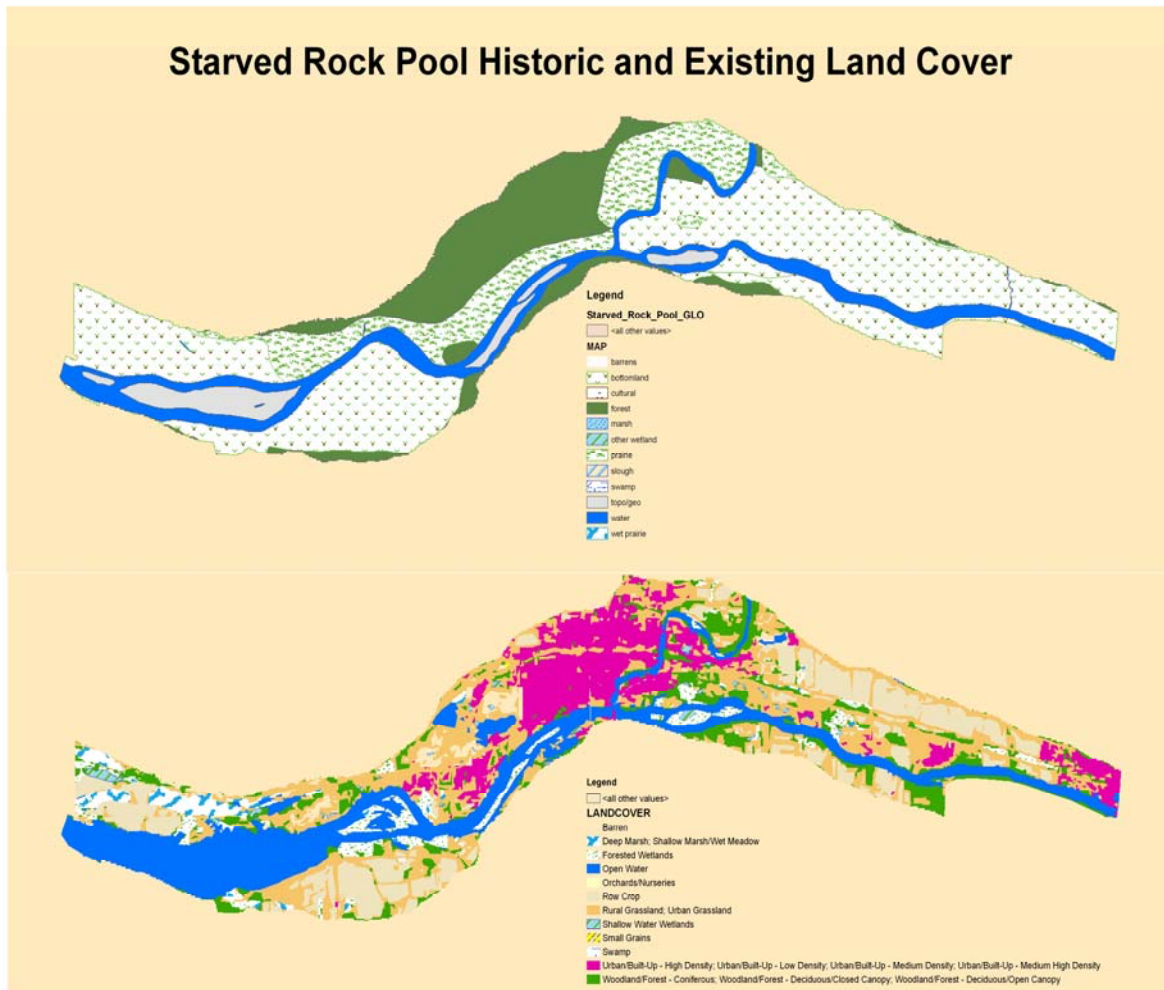 Starved Rock Pool Historic and Existing Land Cover
Legend
Starved_Rock_Pool_GLO
<all other values>
MAP
barrens
bottomland
cultural
forest
marsh
other wetland
prairie
slough
swamp
topo/geo
water
wet prairie
Legend
<all other values>
LANDCOVER
Barren
Deep Marsh; Shallow Marsh/Wet Meadow
Forested Wetlands
Open Water
Orchards/Nurseries
Row Crop
Rural Grassland; Urban Grassland
Shallow Water Wetlands
Small Grains
Swamp
Urban/Built-Up - High Density; Urban/Built-Up - Low Density; Urban/Built-Up - Medium Density; Urban/Built-Up - Medium High Density
Woodland/Forest - Coniferous; Woodland/Forest - Deciduous/Closed Canopy; Woodland/Forest - Deciduous/Open Canopy